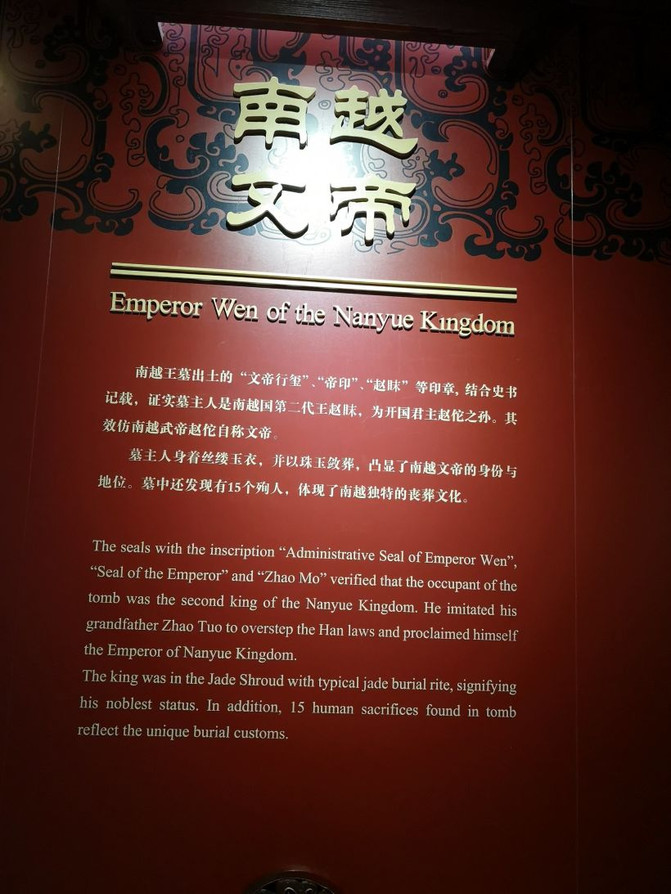 南越
文帝
Emperor Wen of the Nanyue Kingdom
南越王墓出土的“文帝行玺”、“帝印”、“赵眜”等印章，结合史书
记载，证实墓主人是南越国第二代王赵眜，为开国君主赵佗之孙。其
效仿南越武帝赵佗自称文帝。
墓主人身着丝缕玉衣，并以珠玉敛葬，凸显了南越文帝的身份与
地位。墓中还发现有15个殉人，体现了南越独特的丧葬文化。
The seals with the inscription “Administrative Seal of Emperor Wen”,
“Seal of the Emperor” and “Zhao Mo” verified that the occupant of the
tomb was the second king of the Nanyue Kingdom. He imitated his
grandfather Zhao Tuo to overstep the Han laws and proclaimed himself
the Emperor of Nanyue Kingdom.
The king was in the Jade Shroud with typical jade burial rite, signifying
his noblest status. In addition, 15 human sacrifices found in tomb
reflect the unique burial customs.